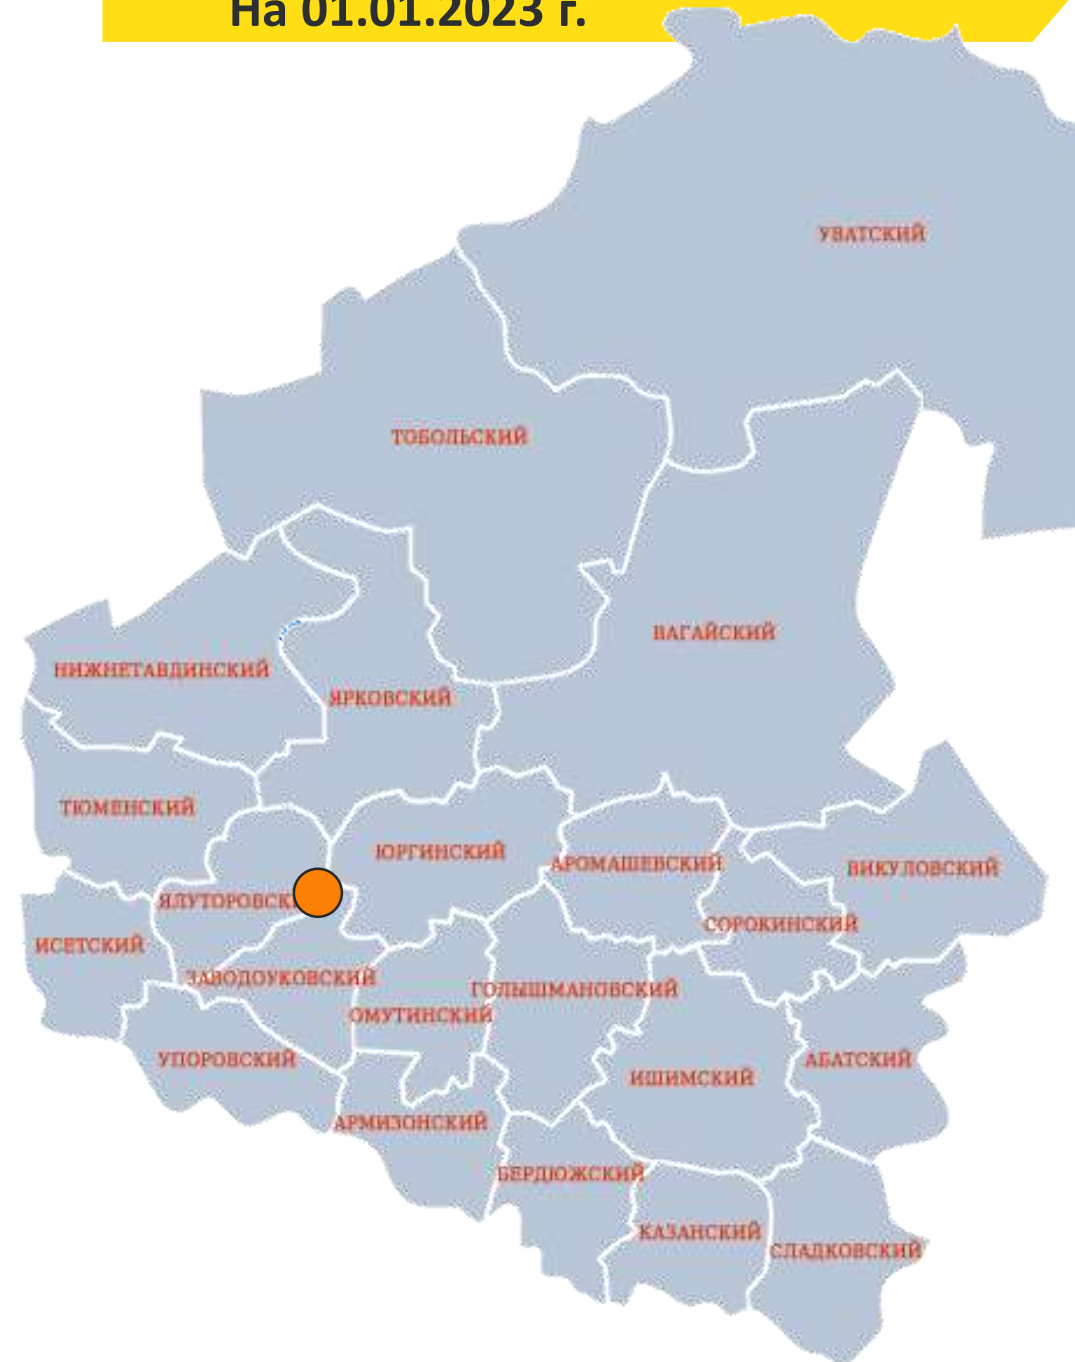 На 01.01.2023 г.
УВАТСКИЙ
ТОБОЛЬСКИЙ
ВАГАЙСКИЙ
НИЖНЕТАВДИНСКИЙ
ЯРКОВСКИЙ
ТЮМЕНСКИЙ
ЮРГИНСКИЙ
АРОМАШЕВСКИЙ
ВИКУЛОВСКИЙ
ЯЛУТОРОВСК
СОРОКИНСКИЙ
ИСЕТСКИЙ
ЗАВОДОУКОВСКИЙ
ГОЛЫШМАНОВСКИЙ
ОМУТИНСКИЙ
УПОРОВСКИЙ
АБАТСКИЙ
ИШИМСКИЙ
АРМИЗОНСКИЙ
БЕРДЮЖСКИЙ
КАЗАНСКИЙ
СЛАДКОВСКИЙ